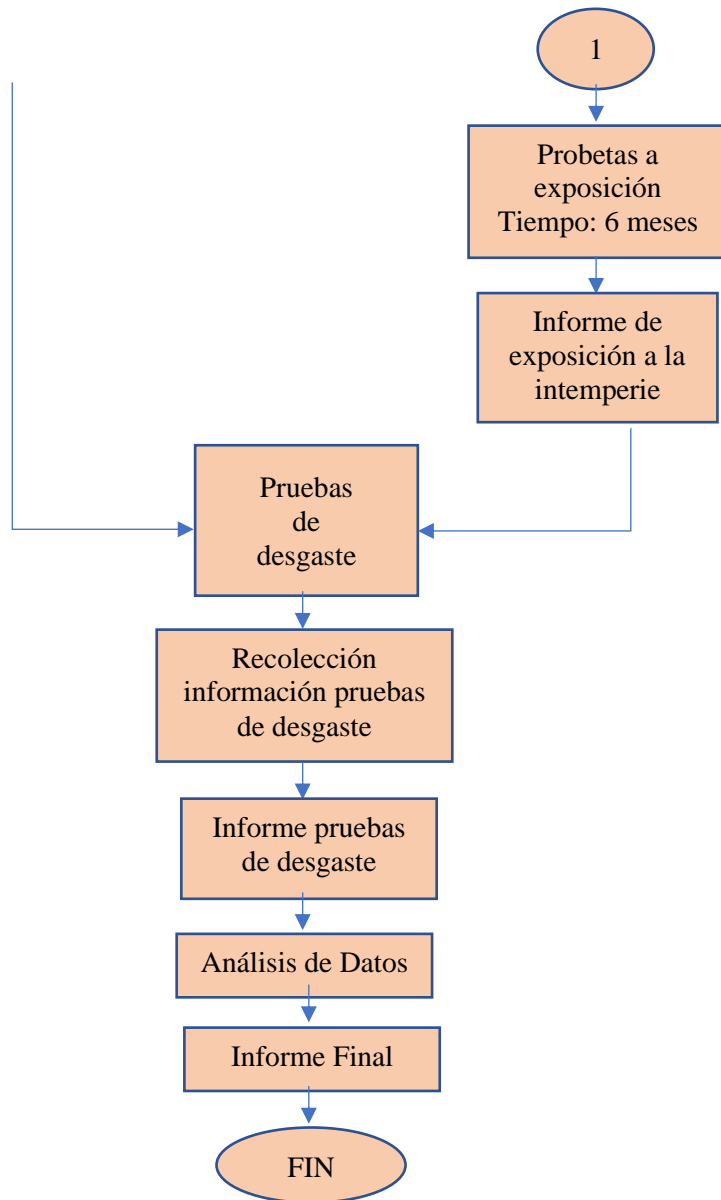 1
Probetas a
exposición
Tiempo: 6 meses
Informe de
exposición a la
intemperie
Pruebas
de
desgaste
Recolección
información pruebas
de desgaste
Informe pruebas
de desgaste
Análisis de Datos
Informe Final
FIN